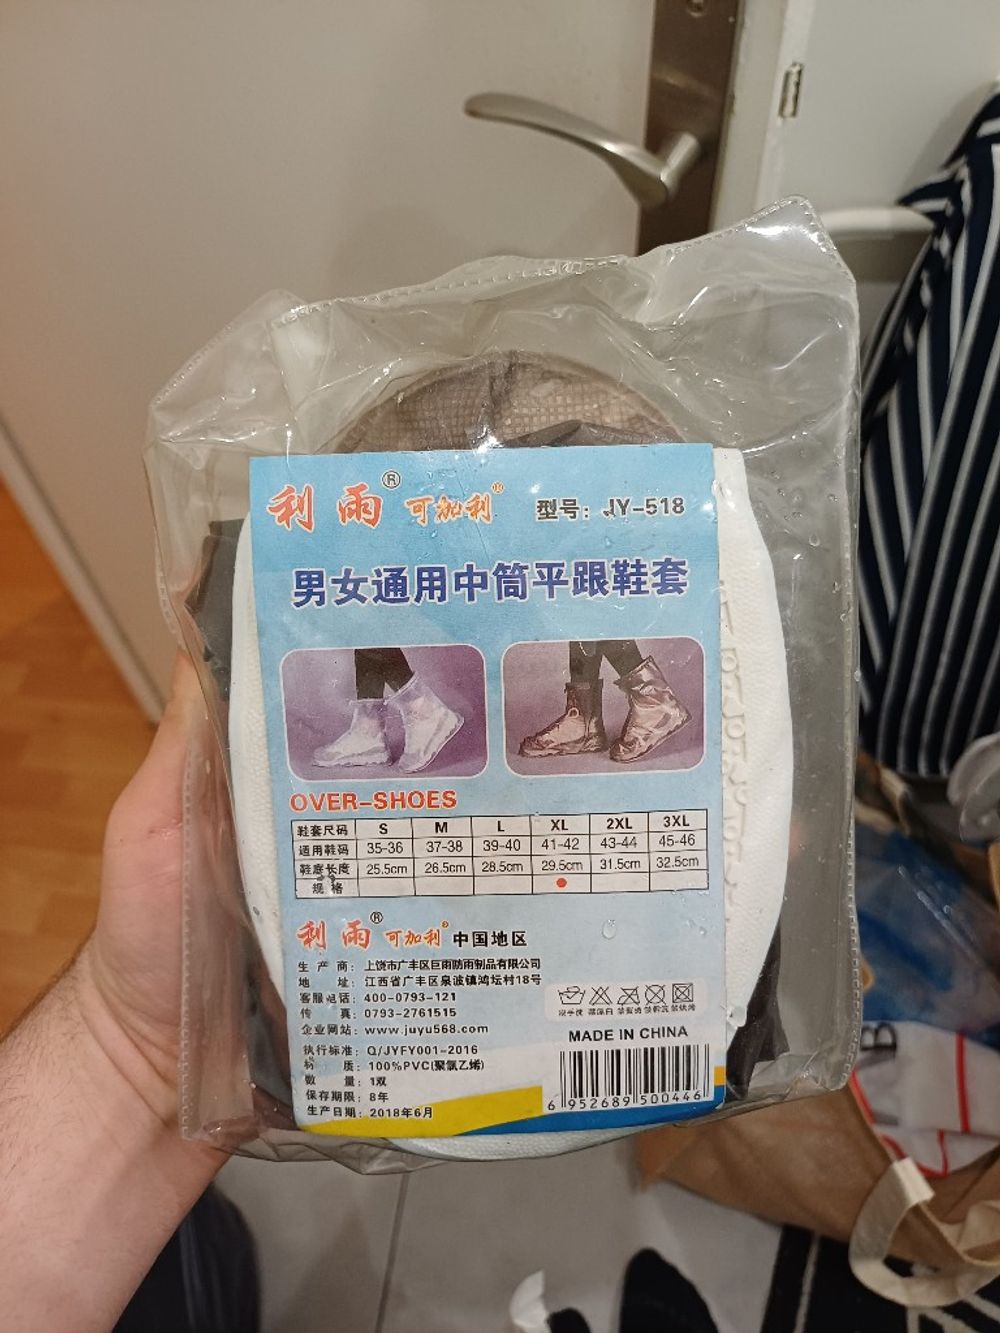 利雨® 可加利® 型号: JY-518
男女通用中筒平跟鞋套
OVER-SHOES
鞋套尺码 S M L XL 2XL 3XL
适用鞋码 35-36 37-38 39-40 41-42 43-44 45-46
鞋底长度 25.5cm 26.5cm 28.5cm 29.5cm 31.5cm 32.5cm
规格
利雨® 可加利® 中国地区
生产商: 上饶市广丰区巨雨防雨制品有限公司
地址: 江西省广丰区泉波镇鸿坛村18号
客服电话: 400-0793-121
传真: 0793-2761515
企业网站: www.juyu568.com
执行标准: Q/JYFY001-2016
材质: 100%PVC(聚氯乙烯)
数量: 1双
保存期限: 8年
生产日期: 2018年6月
MADE IN CHINA
6 952689 500446